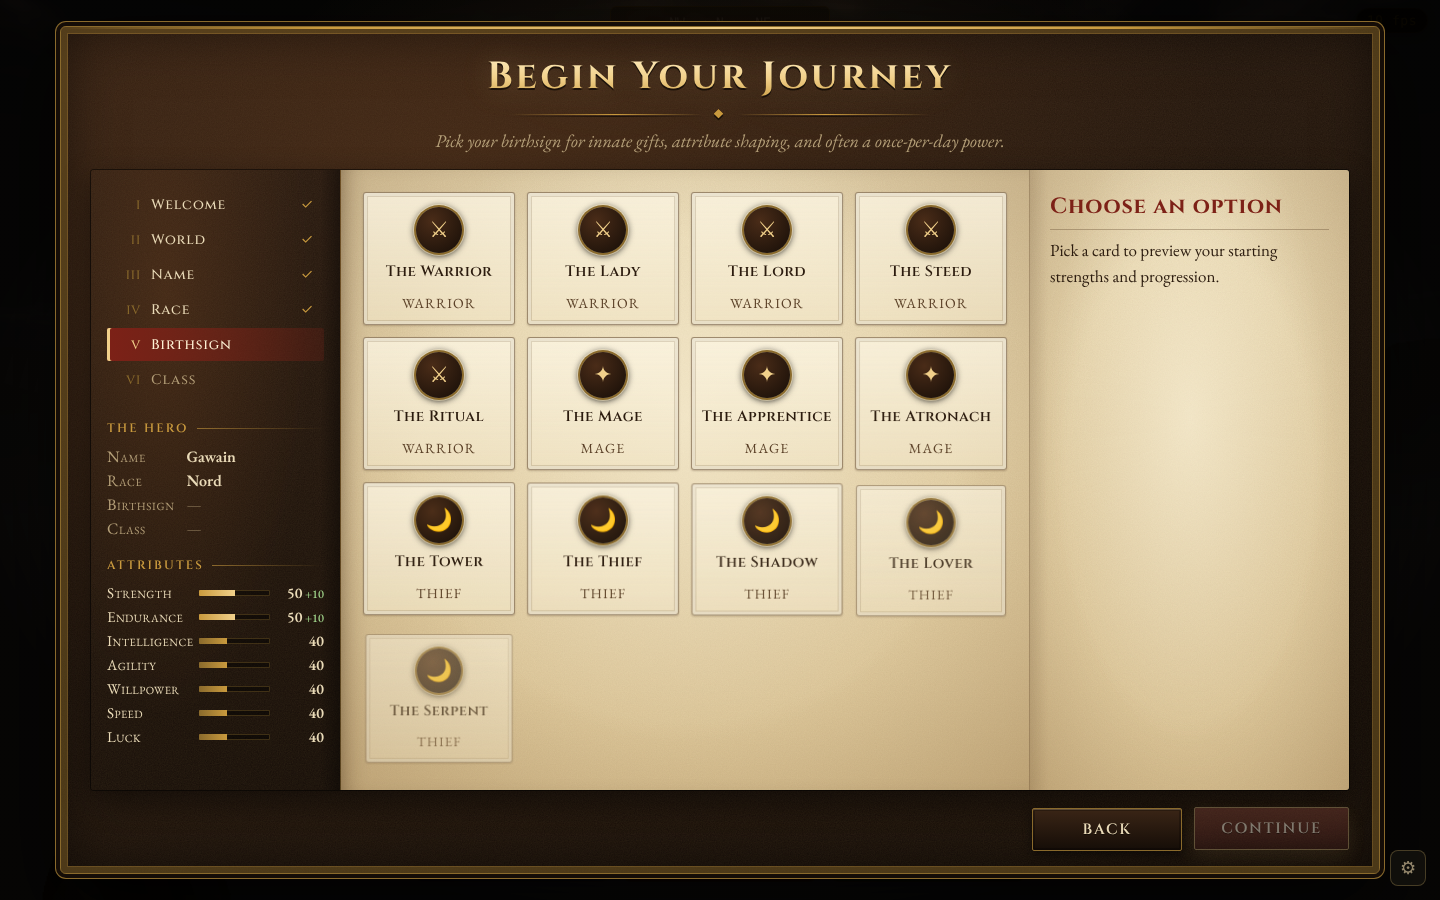 Begin Your Journey
Pick your birthsign for innate gifts, attribute shaping, and often a once-per-day power.
I Welcome
II World
III Name
IV Race
V Birthsign
VI Class
The Hero
Name Gawain
Race Nord
Birthsign —
Class —
Attributes
Strength 50 +10
Endurance 50 +10
Intelligence 40
Agility 40
Willpower 40
Speed 40
Luck 40
The Warrior
WARRIOR
The Lady
WARRIOR
The Lord
WARRIOR
The Steed
WARRIOR
The Ritual
WARRIOR
The Mage
MAGE
The Apprentice
MAGE
The Atronach
MAGE
The Tower
THIEF
The Thief
THIEF
The Shadow
THIEF
The Lover
THIEF
The Serpent
THIEF
Choose an option
Pick a card to preview your starting
strengths and progression.
BACK
CONTINUE